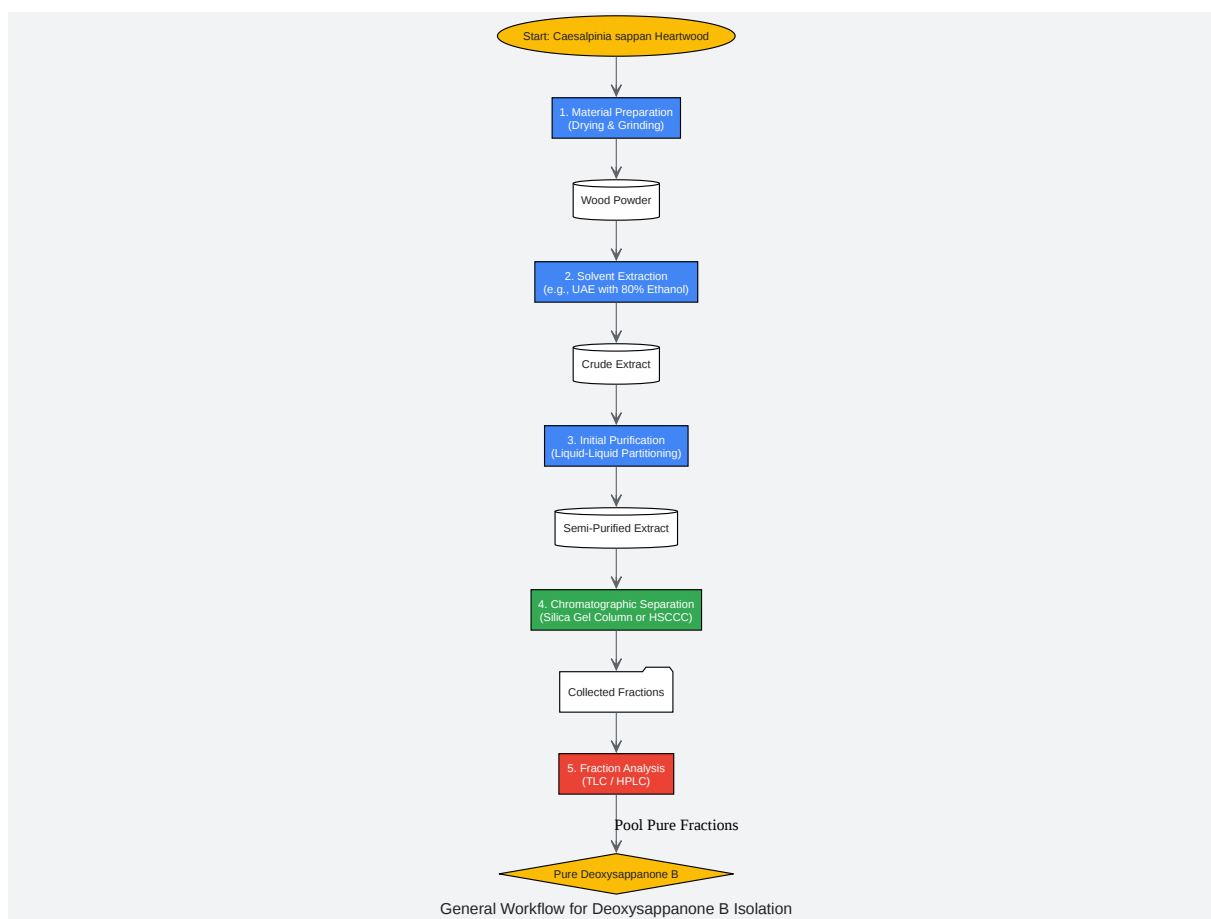 Start: Caesalpinia sappan Heartwood
1. Material Preparation
(Drying & Grinding)
Wood Powder
2. Solvent Extraction
(e.g., UAE with 80% Ethanol)
Crude Extract
3. Initial Purification
(Liquid-Liquid Partitioning)
Semi-Purified Extract
4. Chromatographic Separation
(Silica Gel Column or HSCCC)
Collected Fractions
5. Fraction Analysis
(TLC / HPLC)
Pool Pure Fractions
Pure Deoxysappanone B
General Workflow for Deoxysappanone B Isolation